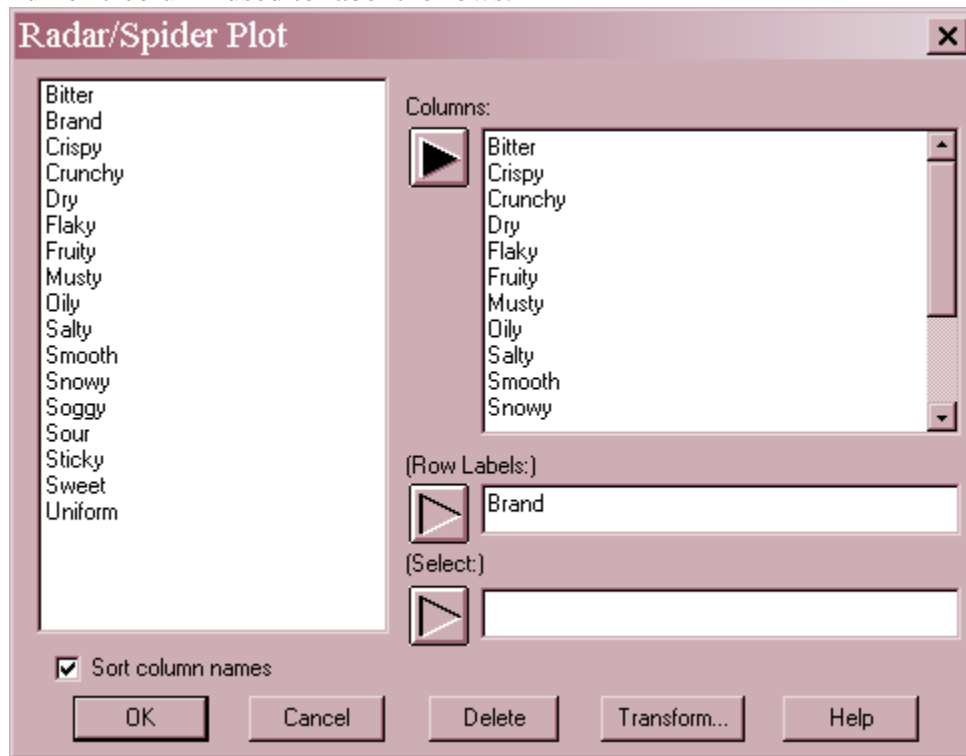 Radar/Spider Plot
Bitter
Brand
Crispy
Crunchy
Dry
Flaky
Fruity
Musty
Oily
Salty
Smooth
Snowy
Soggy
Sour
Sticky
Sweet
Uniform
Columns:
Bitter
Crispy
Crunchy
Dry
Flaky
Fruity
Musty
Oily
Salty
Smooth
Snowy
(Row Labels:)
Brand
(Select:)
Sort column names
OK Cancel Delete Transform... Help